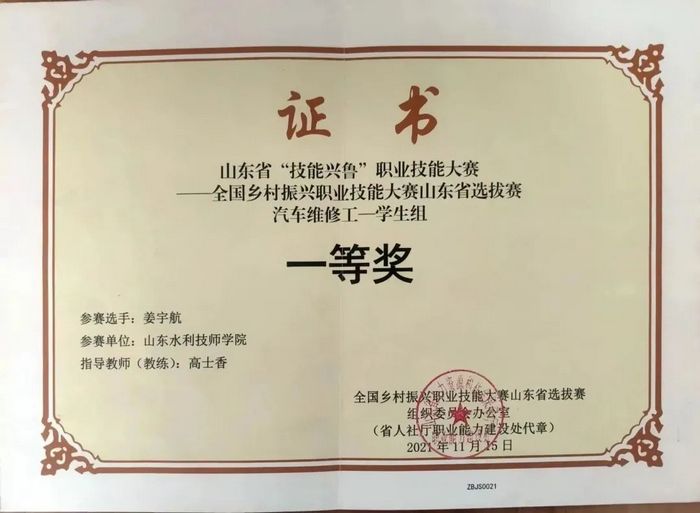 证书
山东省“技能兴鲁”职业技能大赛
——全国乡村振兴职业技能大赛山东省选拔赛
汽车维修工—学生组
一等奖
参赛选手：姜宇航
参赛单位：山东水利技师学院
指导教师（教练）：高士香
全国乡村振兴职业技能大赛山东省选拔赛
组织委员会办公室
（省人社厅职业能力建设处代章）
2021年11月15日
ZBJS0021